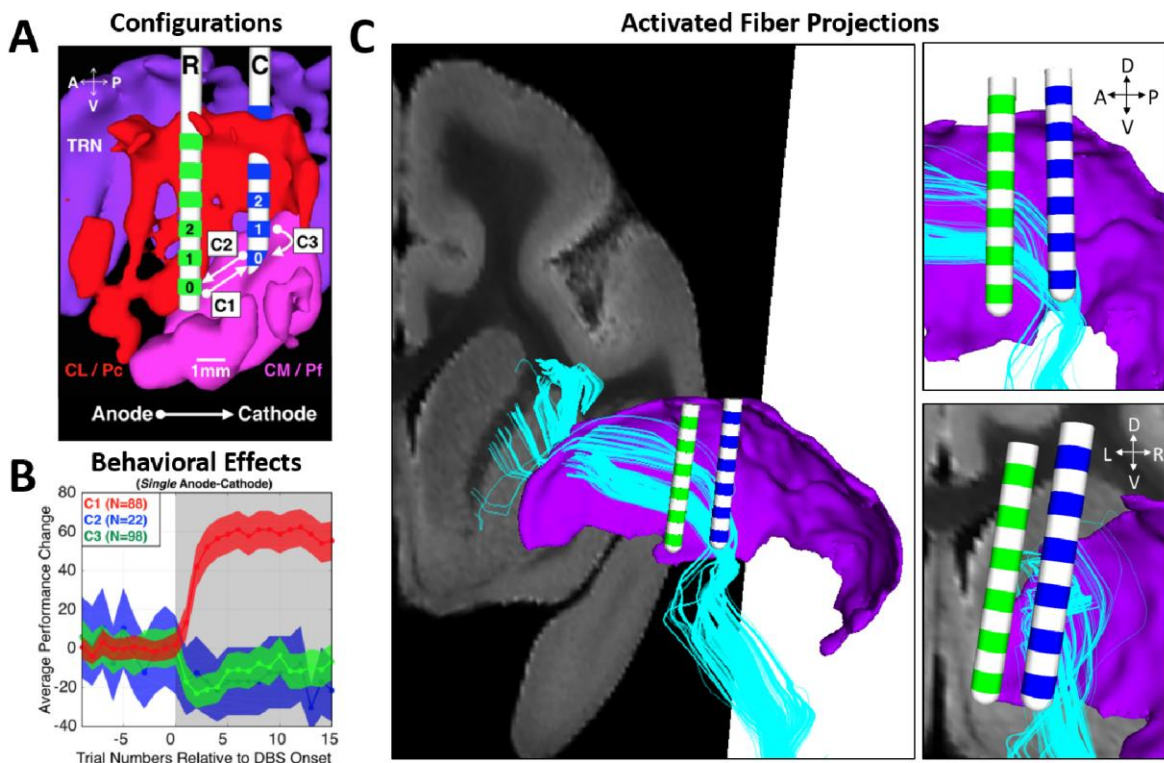 Configurations
Activated Fiber Projections
A
R
C
A P
V
TRN
2
1
0
2
1
0
C2
C3
C1
CL / Pc
1mm
CM / Pf
Anode
Cathode
B
Behavioral Effects
(Single Anode-Cathode)
C1 (N=88)
C2 (N=22)
C3 (N=98)
Average Performance Change
80
60
40
20
0
-20
-40
-5 0 5 10 15
Trial Numbers Relative to DBS Onset
C
D
A P
V
D
L R
V